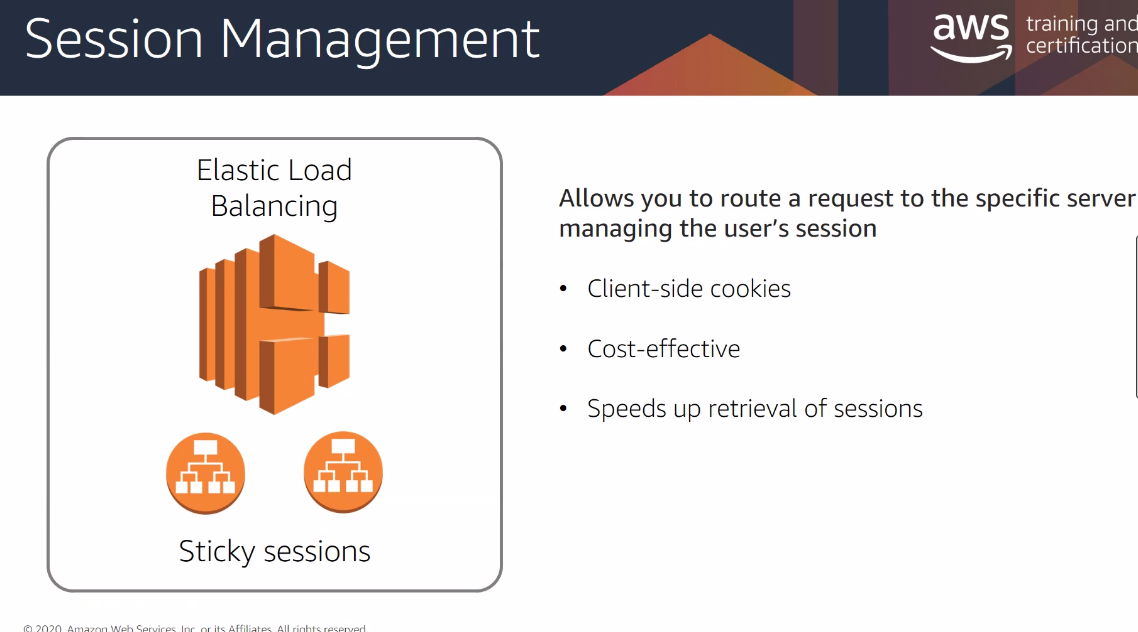 Session Management
aws
training and
certification
Elastic Load
Balancing
Sticky sessions
Allows you to route a request to the specific server
managing the user’s session
• Client-side cookies
• Cost-effective
• Speeds up retrieval of sessions
© 2020, Amazon Web Services, Inc. or its Affiliates. All rights reserved.